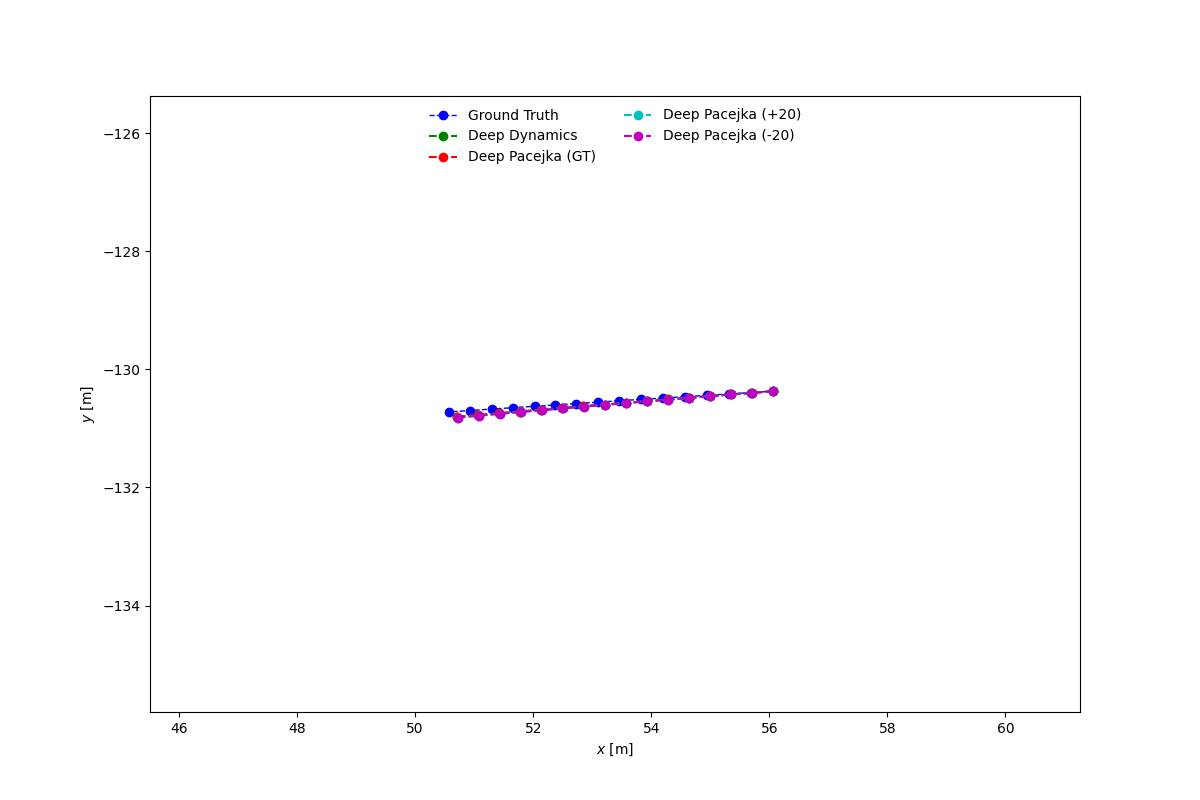 Ground Truth
Deep Dynamics
Deep Pacejka (GT)
Deep Pacejka (+20)
Deep Pacejka (-20)
−126
−128
−130
−132
−134
y [m]
46 48 50 52 54 56 58 60
x [m]